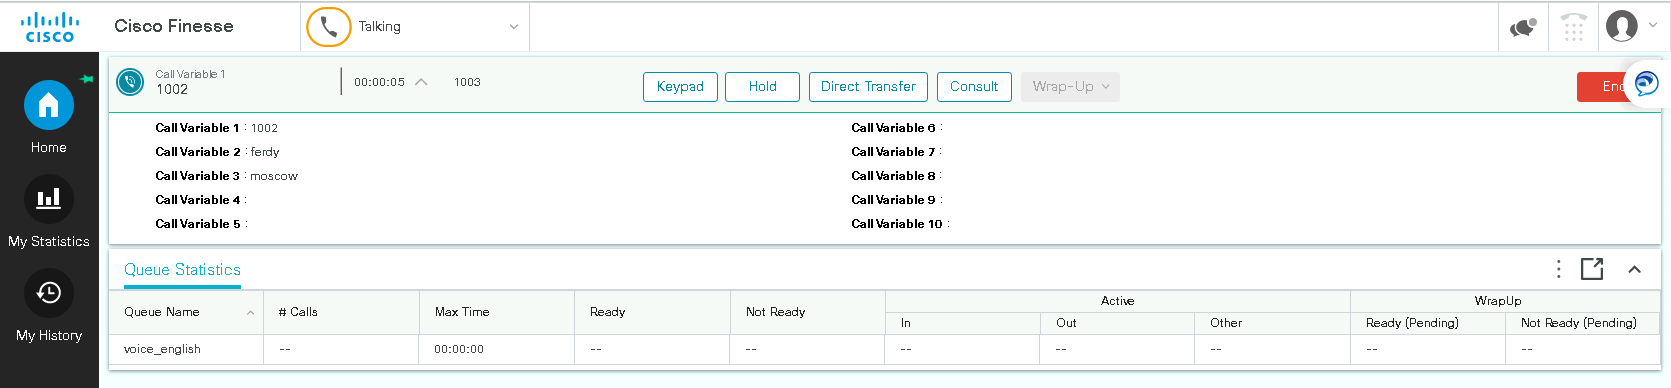 cisco
Cisco Finesse
Talking
Call Variable 1
1002
00:00:05
1003
Keypad
Hold
Direct Transfer
Consult
Wrap-Up
Home
Call Variable 1 : 1002
Call Variable 6 :
Call Variable 2 : ferdy
Call Variable 7 :
Call Variable 3 : moscow
Call Variable 8 :
Call Variable 4 :
Call Variable 9 :
Call Variable 5 :
Call Variable 10 :
My Statistics
My History
Queue Statistics
Active
WrapUp
Queue Name
# Calls
Max Time
Ready
Not Ready
In
Out
Other
Ready (Pending)
Not Ready (Pending)
voice_english
--
00:00:00
--
--
--
--
--
--
--